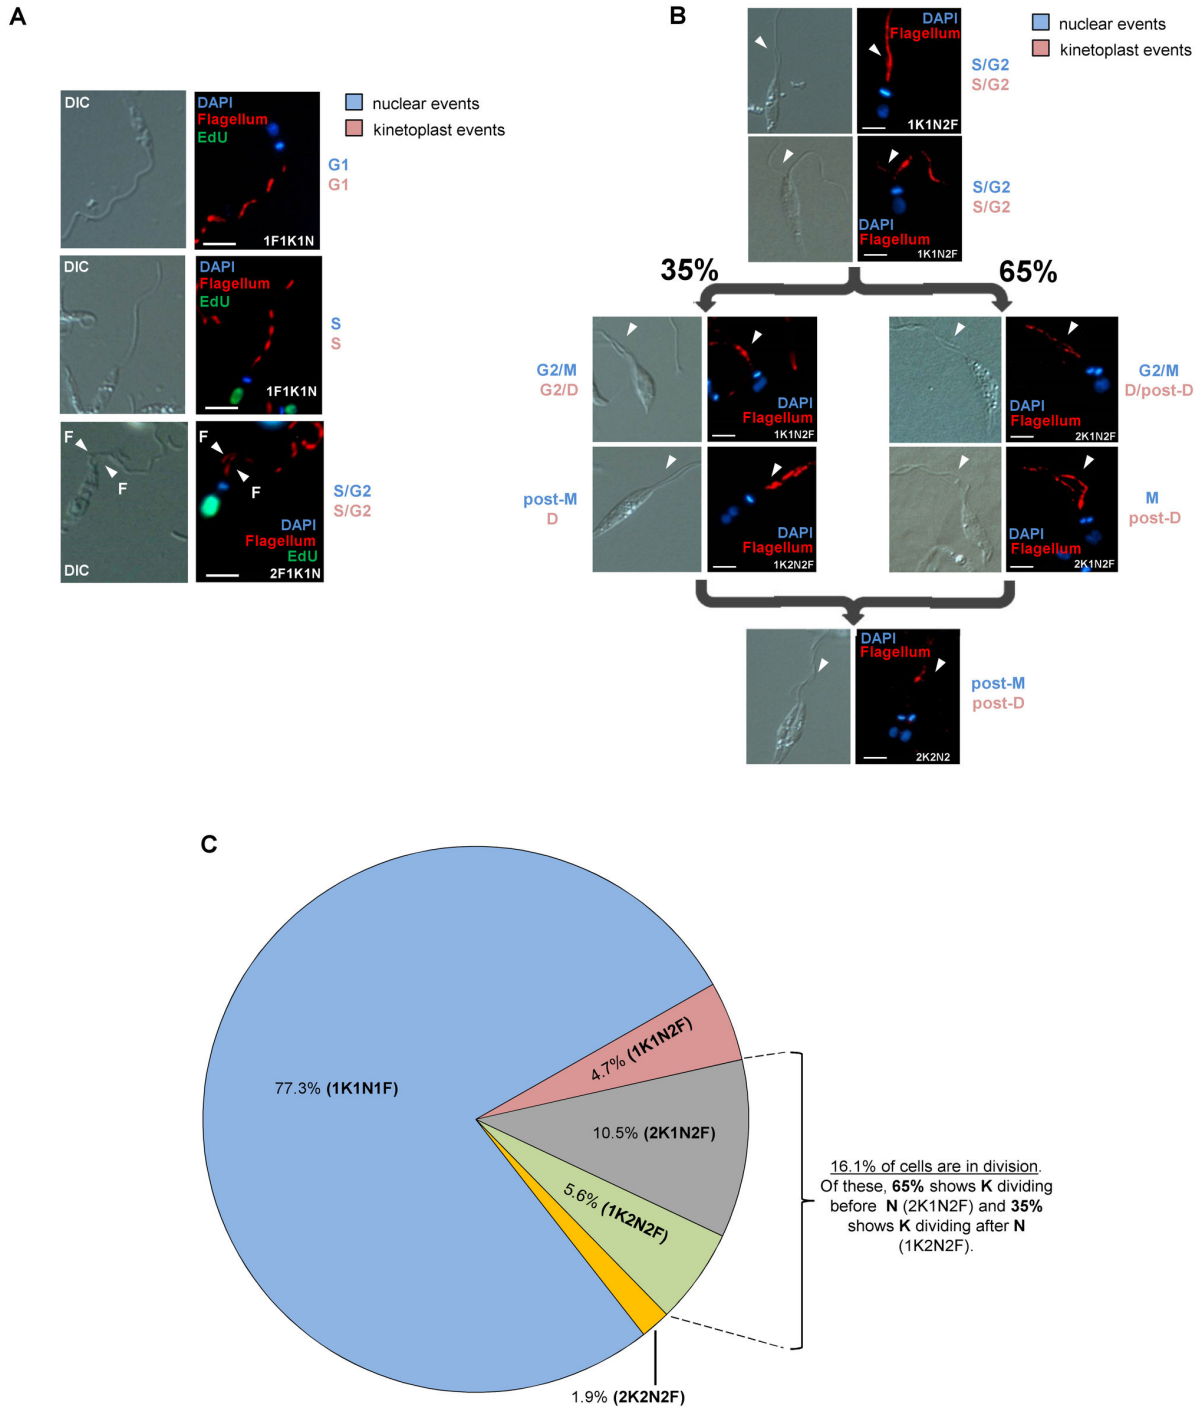 A
DIC
DAPI
Flagellum
EdU
1F1K1N
G1
G1
nuclear events
kinetoplast events
DIC
DAPI
Flagellum
EdU
1F1K1N
S
S
F
F
DIC
F
F
DAPI
Flagellum
EdU
2F1K1N
S/G2
S/G2
B
DAPI
Flagellum
1K1N2F
S/G2
S/G2
nuclear events
kinetoplast events
DAPI
Flagellum
1K1N2F
S/G2
S/G2
35%
65%
G2/M
G2/D
DAPI
Flagellum
1K1N2F
DAPI
Flagellum
2K1N2F
G2/M
D/post-D
post-M
D
DAPI
Flagellum
1K2N2F
DAPI
Flagellum
2K1N2F
M
post-D
DAPI
Flagellum
2K2N2
post-M
post-D
C
77.3% (1K1N1F)
4.7% (1K1N2F)
10.5% (2K1N2F)
5.6% (1K2N2F)
1.9% (2K2N2F)
16.1% of cells are in division.
Of these, 65% shows K dividing
before N (2K1N2F) and 35%
shows K dividing after N
(1K2N2F).